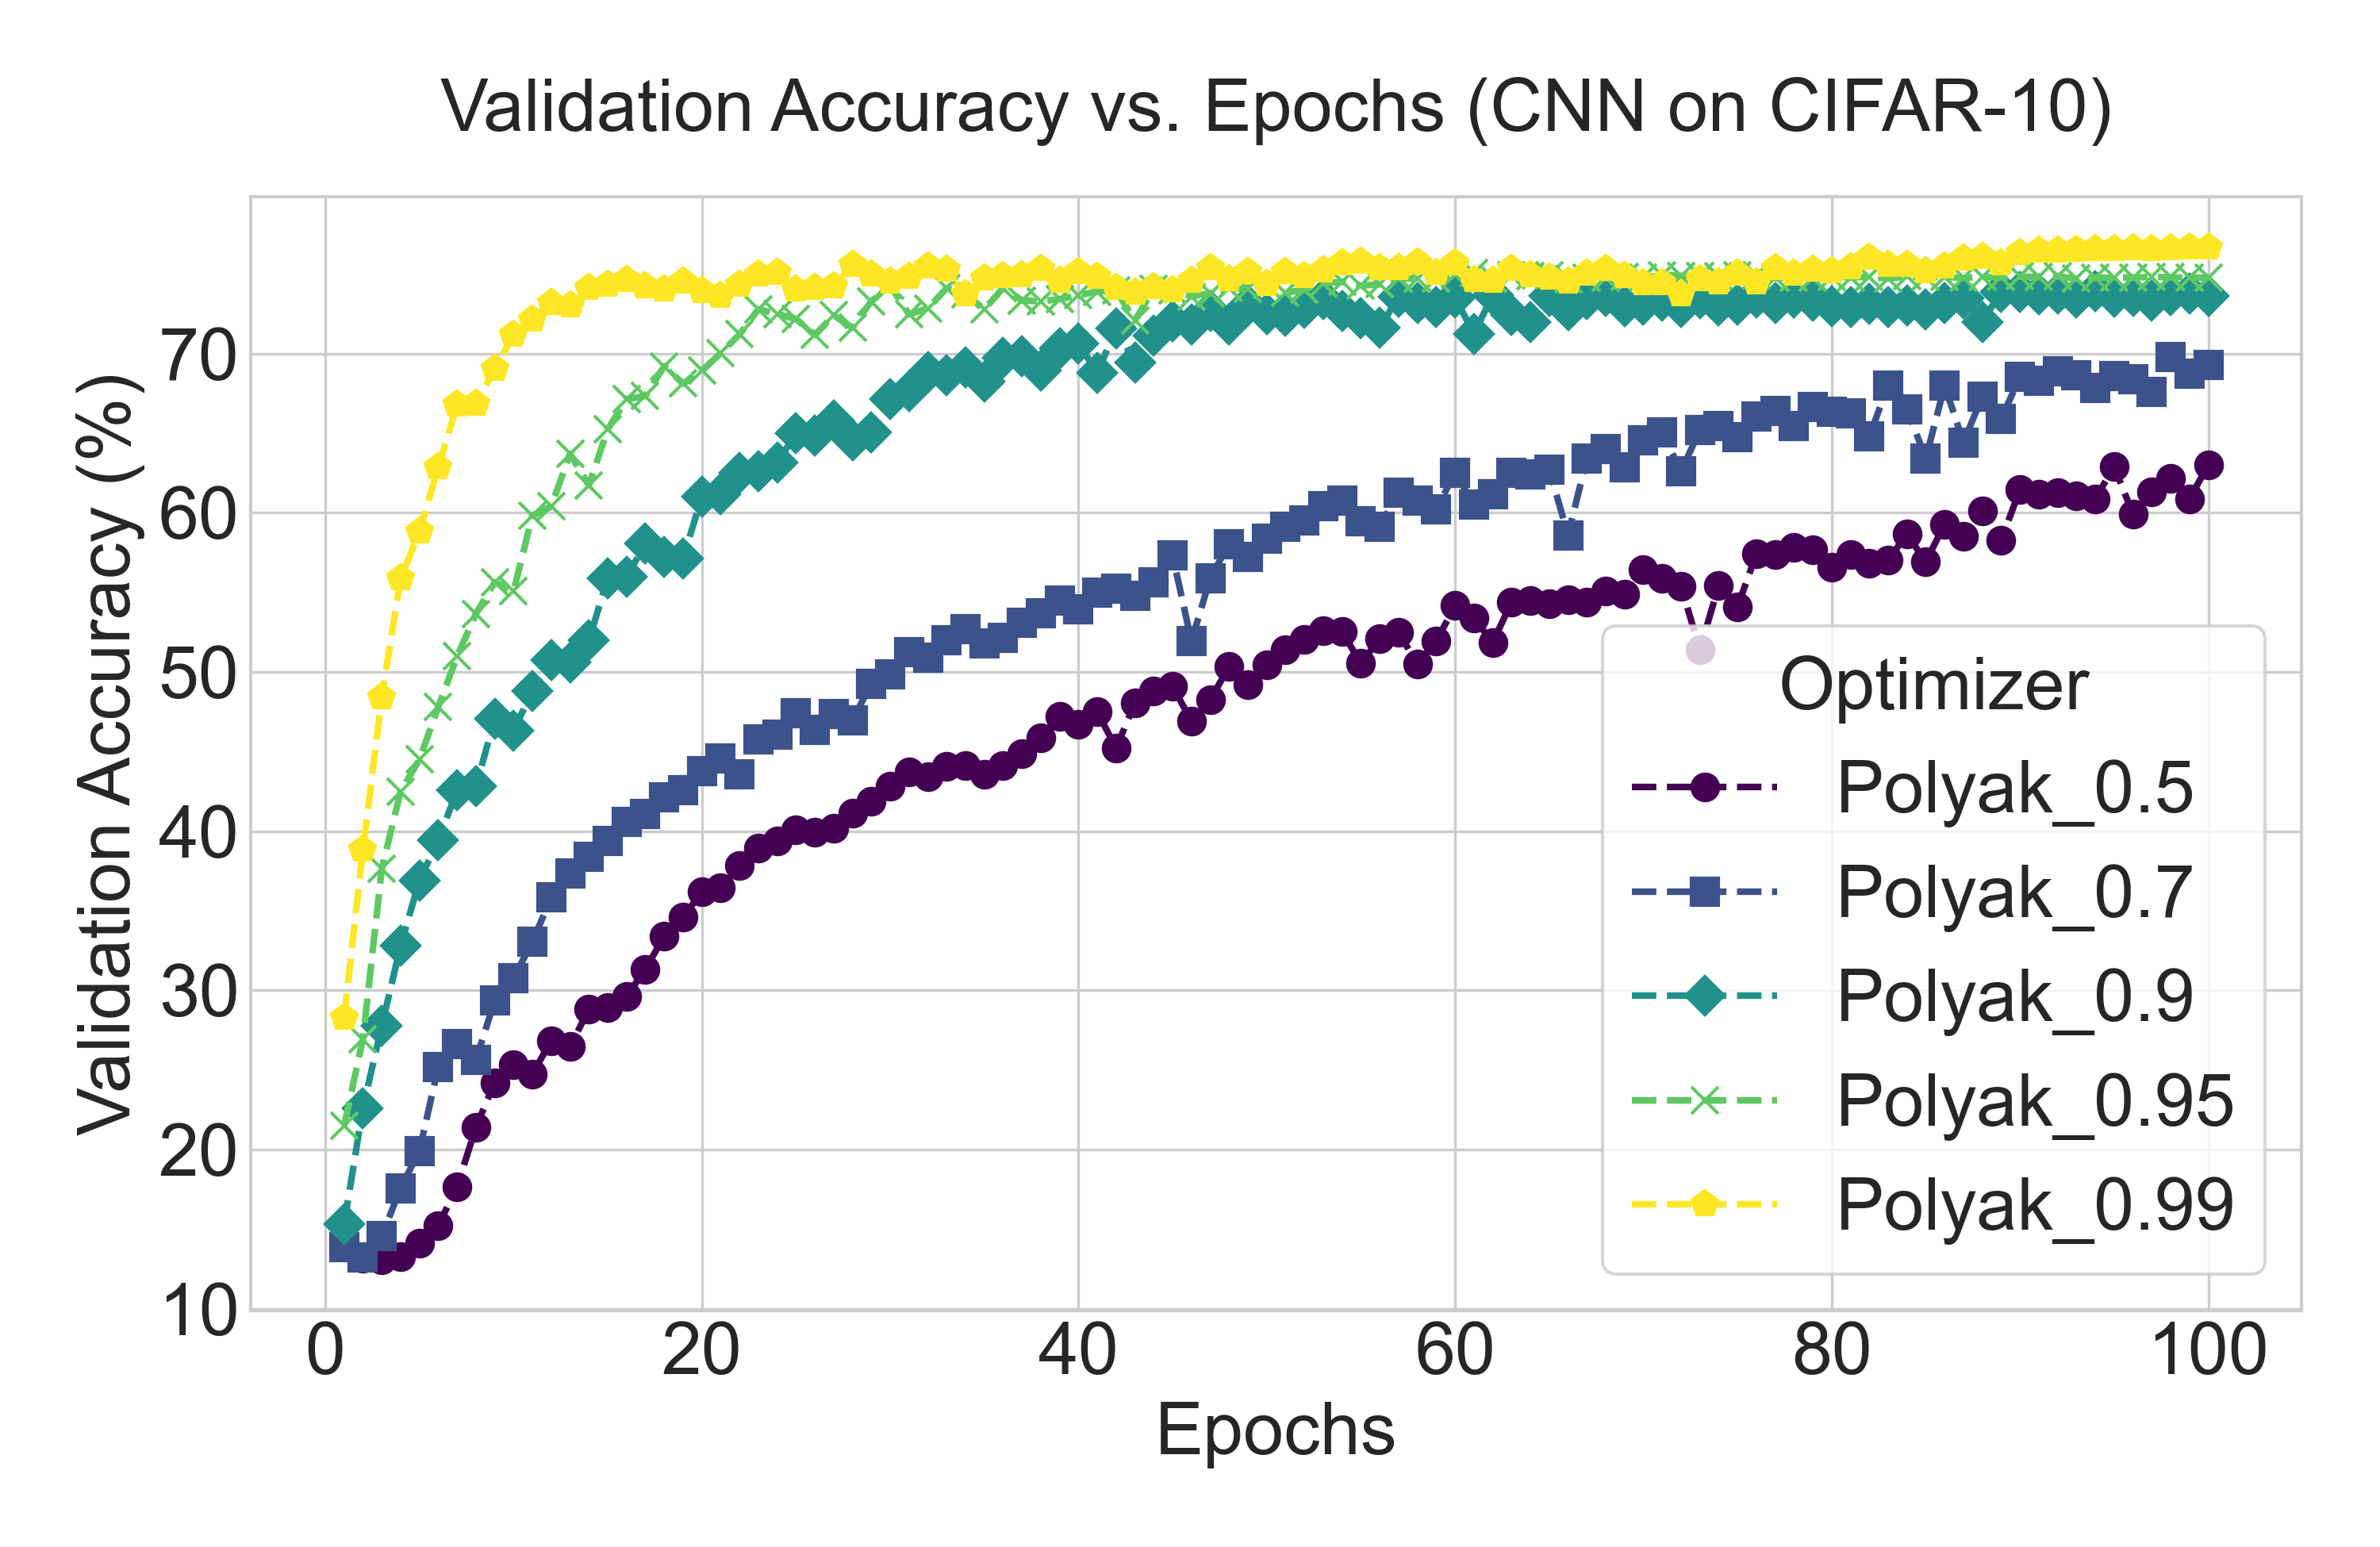 Validation Accuracy vs. Epochs (CNN on CIFAR-10)
Validation Accuracy (%)
70
60
50
40
30
20
10
0
20
40
60
80
100
Epochs
Optimizer
Polyak_0.5
Polyak_0.7
Polyak_0.9
Polyak_0.95
Polyak_0.99